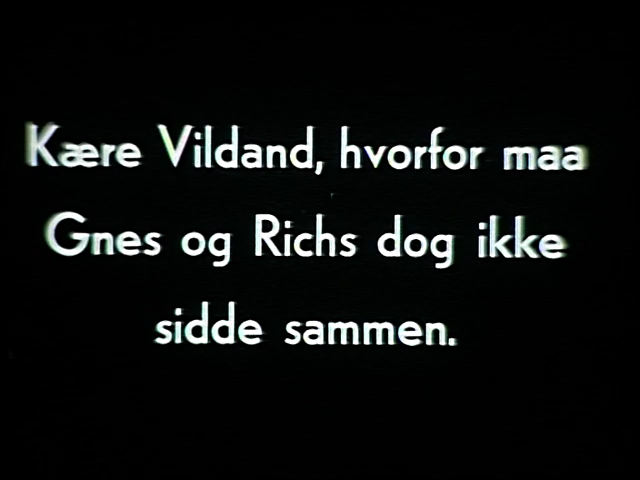 Kære Vildand, hvorfor maa
Gnes og Richs dog ikke
sidde sammen.